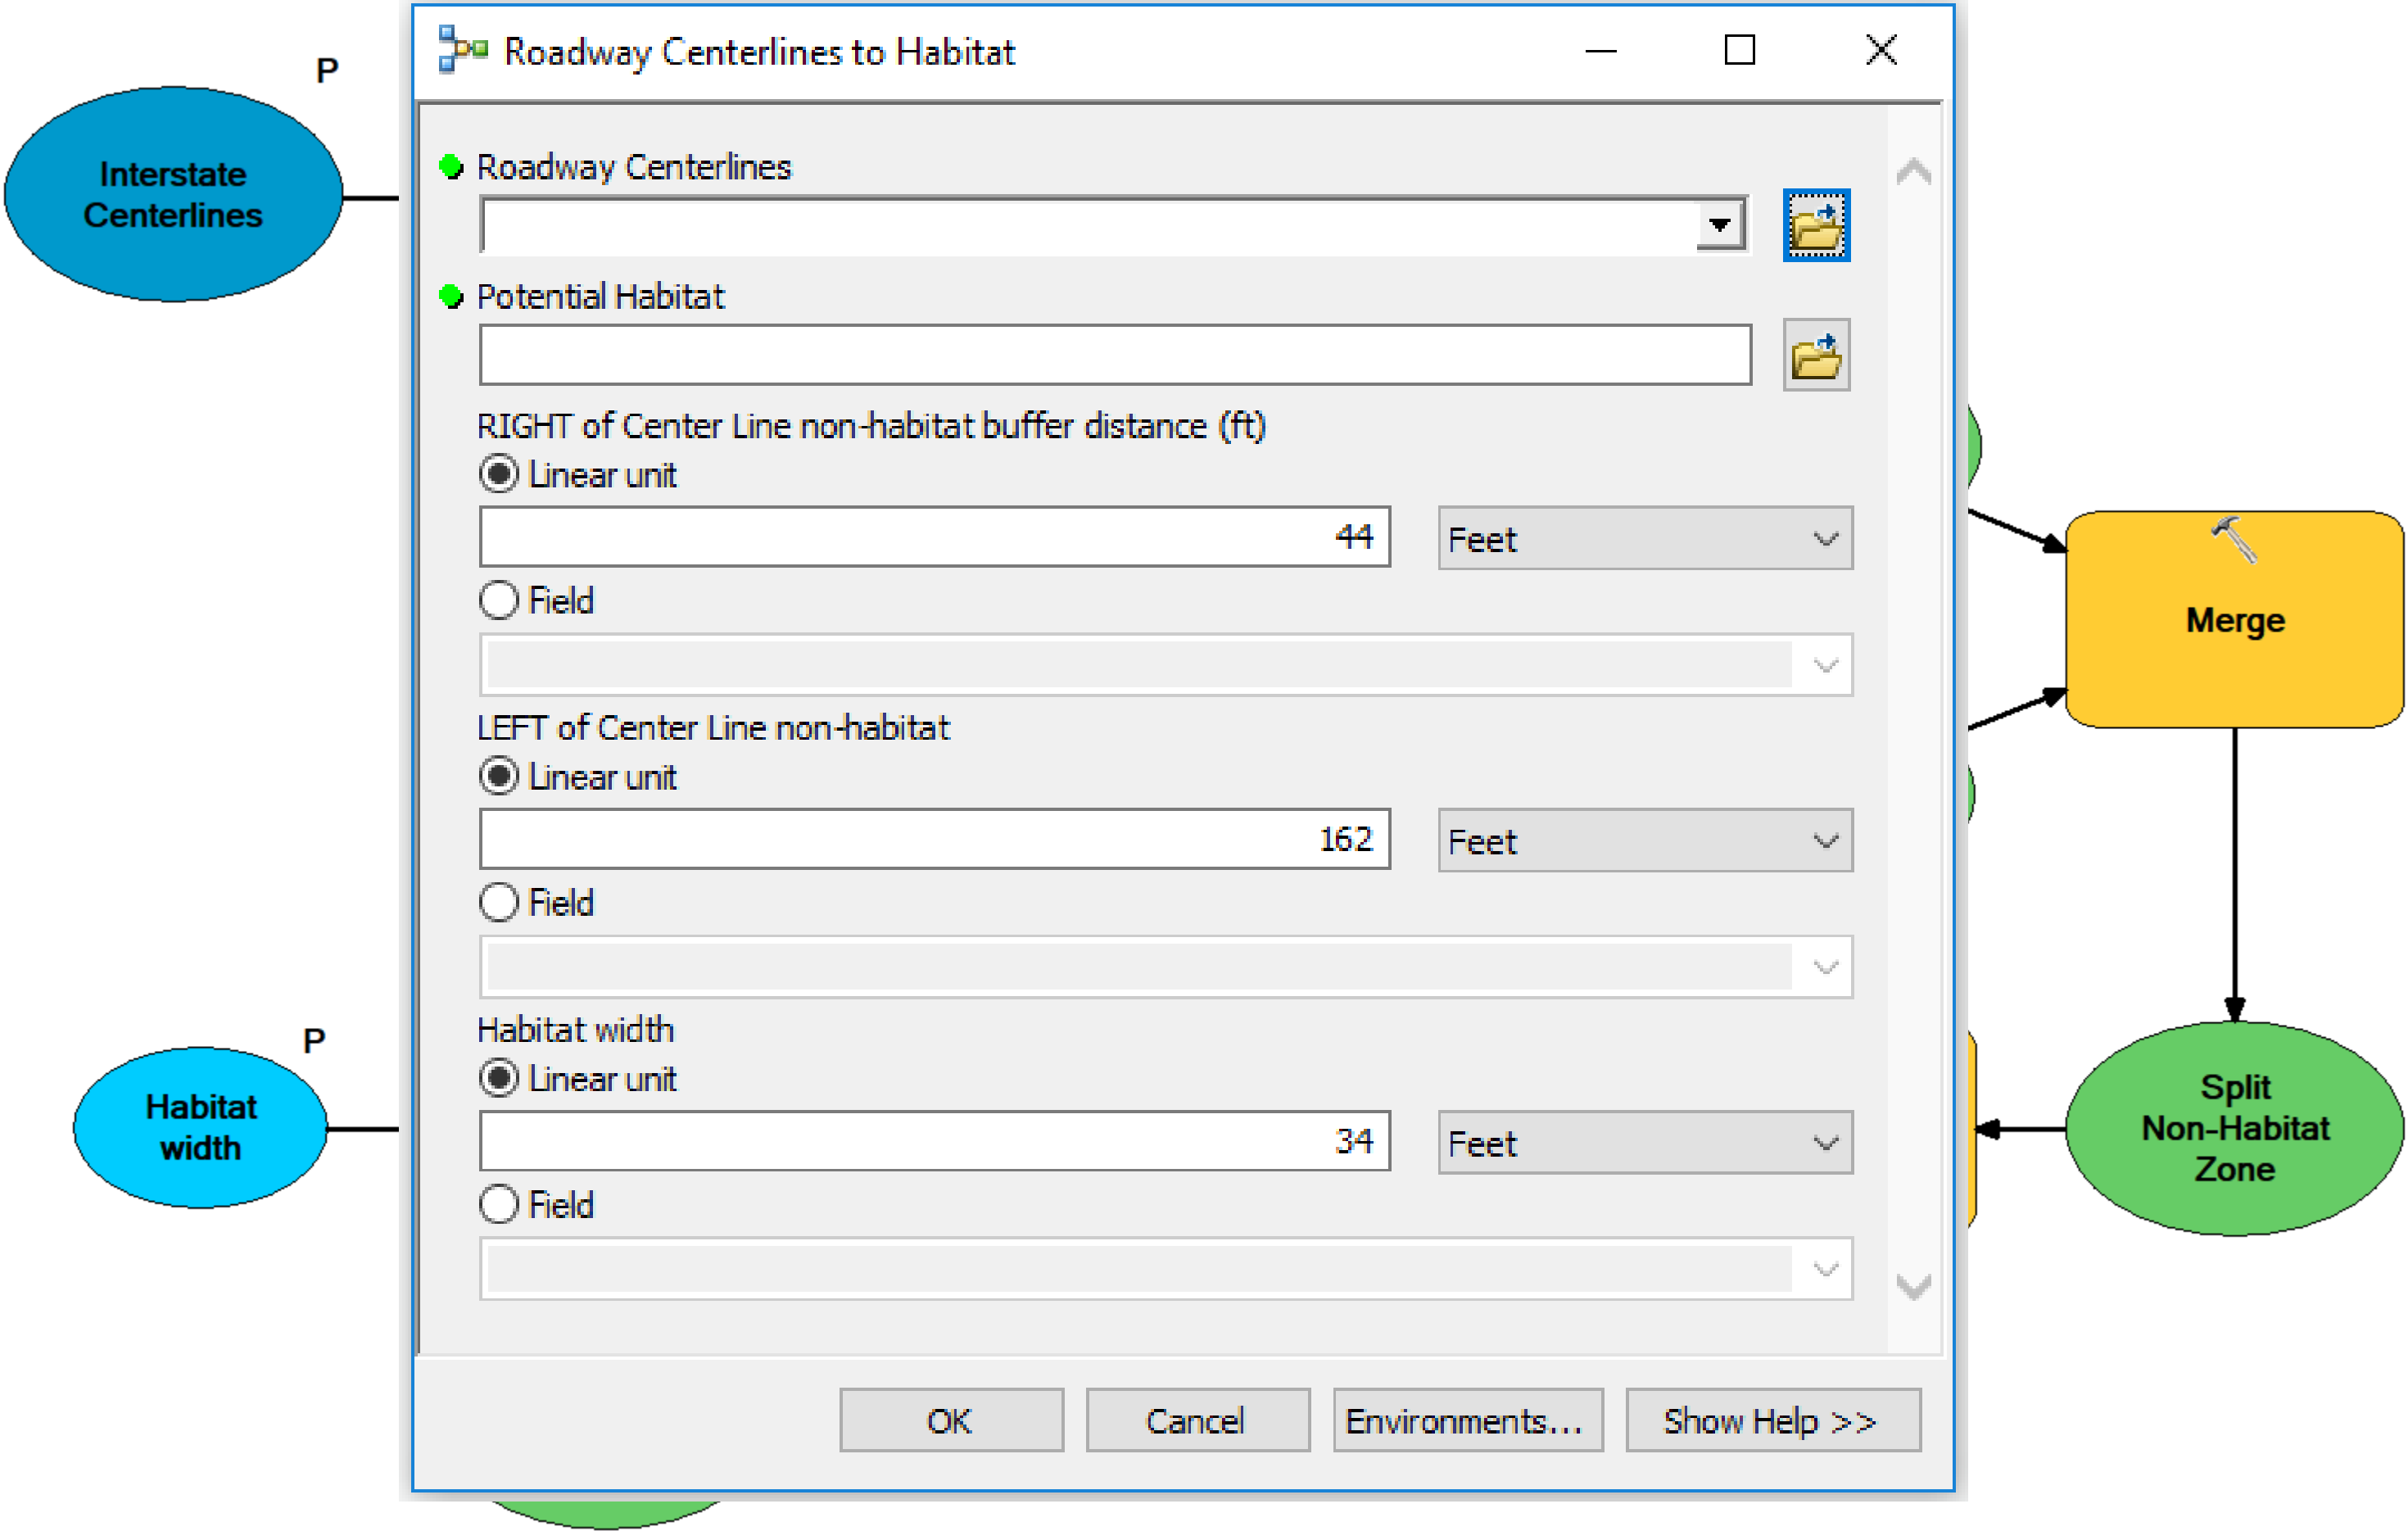 Roadway Centerlines to Habitat
P
Interstate
Centerlines
Roadway Centerlines
Potential Habitat
RIGHT of Center Line non-habitat buffer distance (ft)
Linear unit
44
Feet
Field
LEFT of Center Line non-habitat
Linear unit
162
Feet
Field
Habitat width
Linear unit
34
Feet
Field
OK
Cancel
Environments...
Show Help >>
P
Habitat
width
Merge
Split
Non-Habitat
Zone